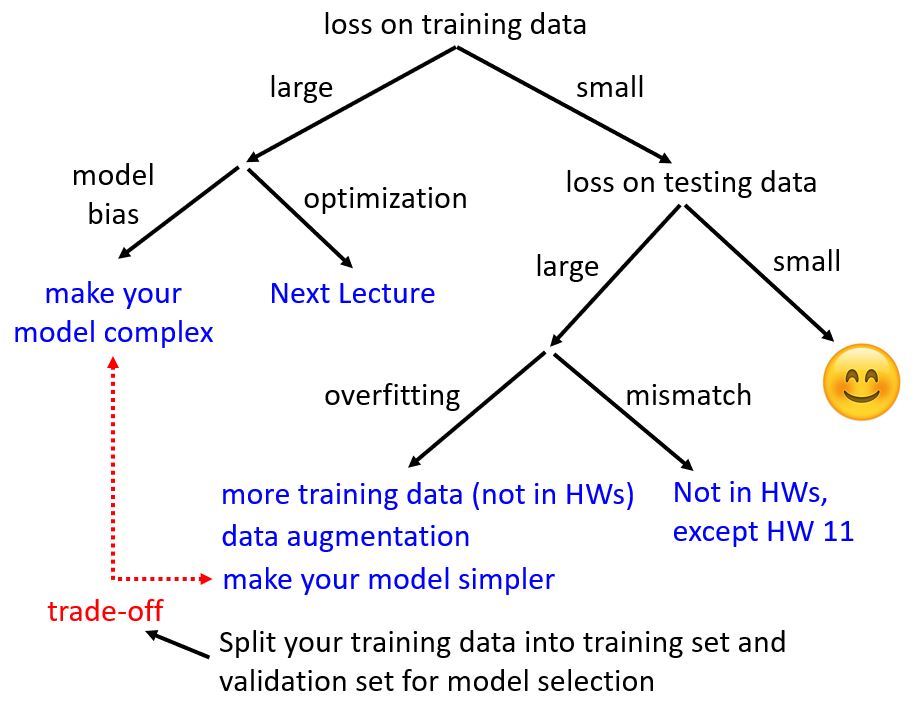 loss on training data
large
small
model
bias
optimization
loss on testing data
make your
model complex
Next Lecture
large
small
overfitting
mismatch
more training data (not in HWs)
data augmentation
make your model simpler
Not in HWs,
except HW 11
trade-off
Split your training data into training set and
validation set for model selection